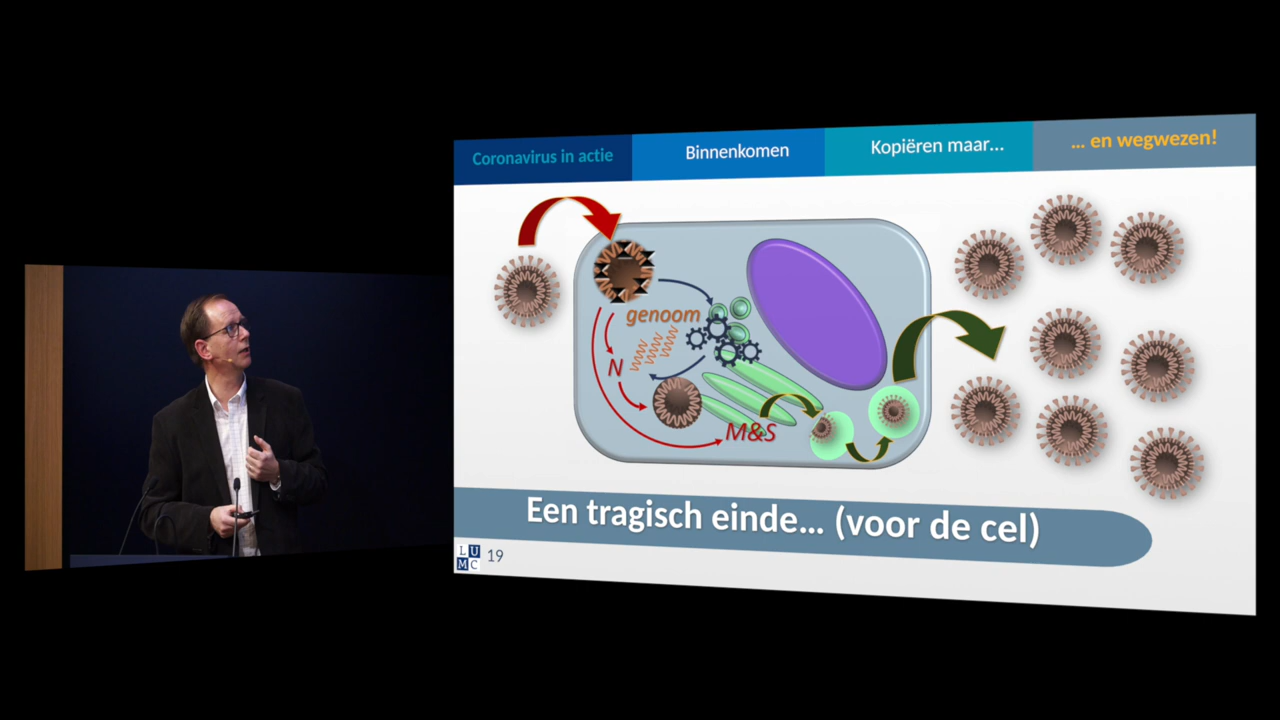 Coronavirus in actie
Binnenkomen
Kopiëren maar...
... en wegwezen!
genoom
N
M&S
Een tragisch einde... (voor de cel)
L U
M C
19